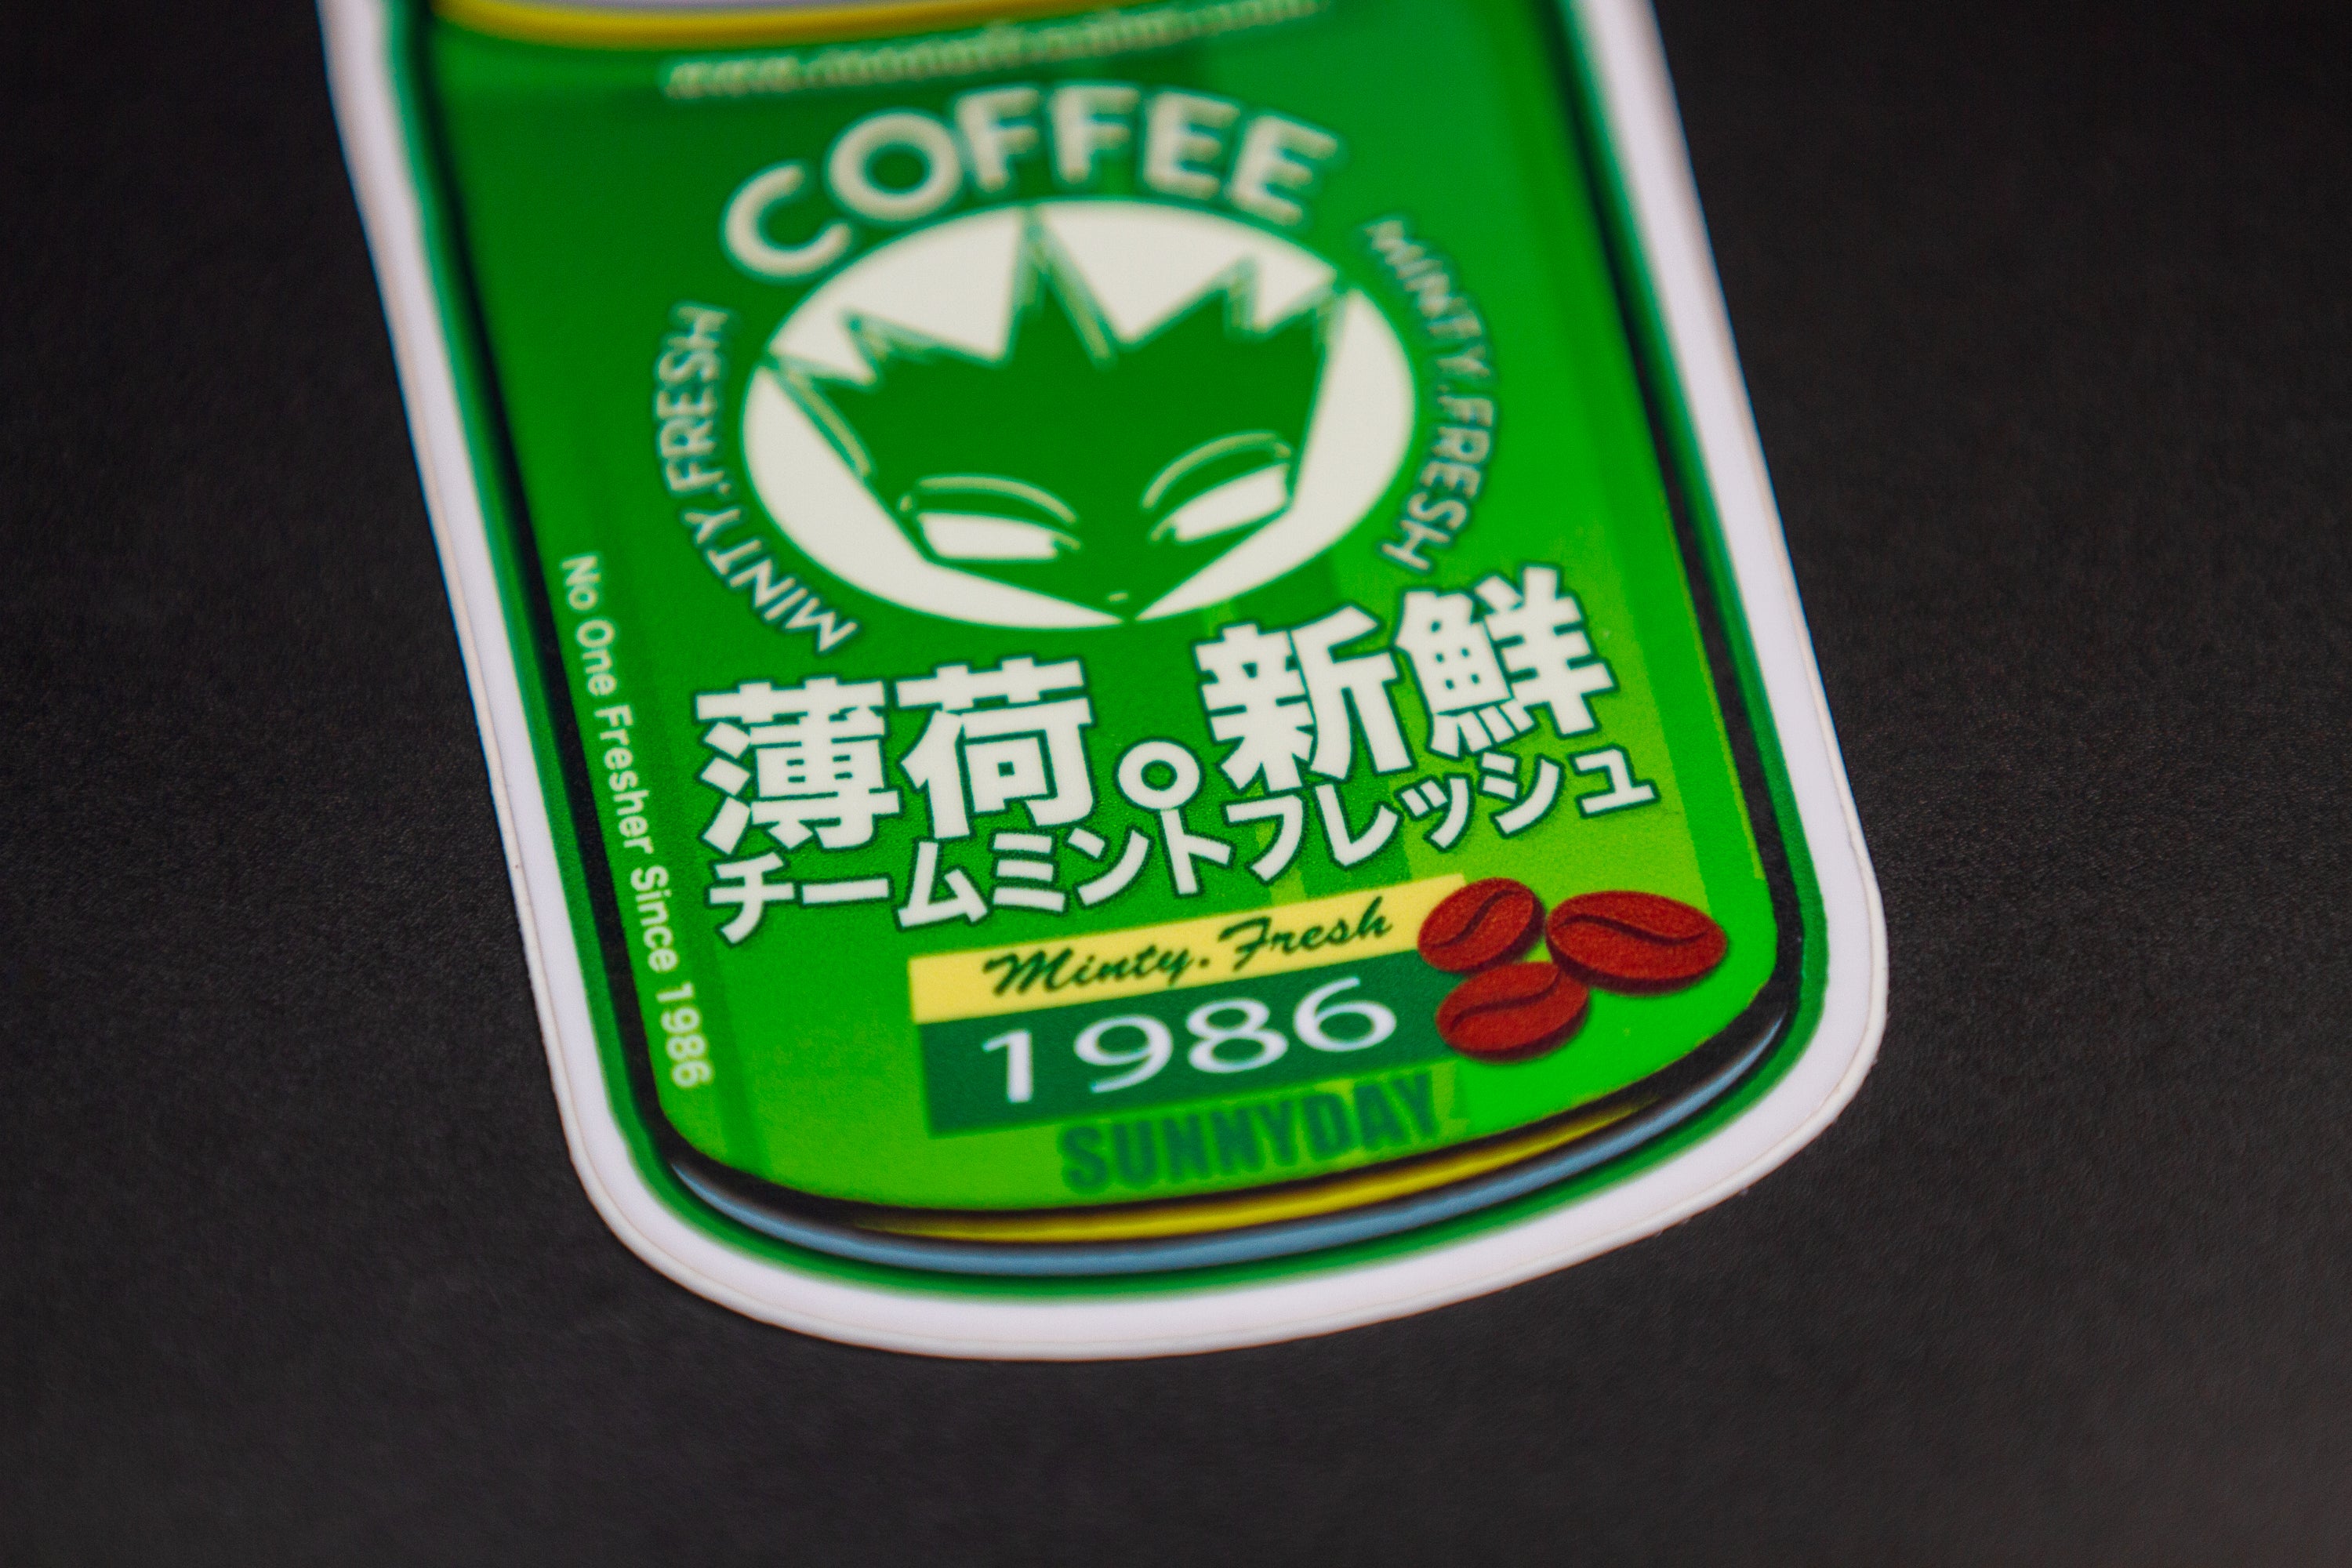 COFFEE
MINTY.FRESH
MINTY.FRESH
No One Fresher Since 1986
薄荷。新鮮
チームミントフレッシュ
Minty.Fresh
1986
SUNNYDAY